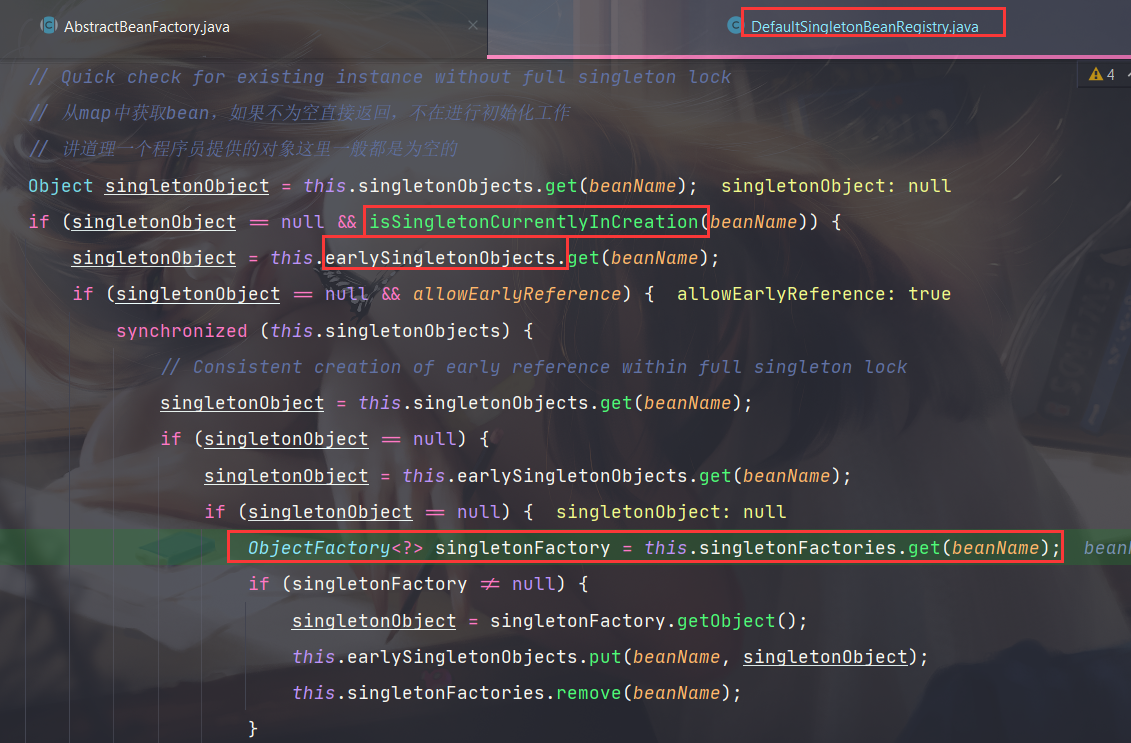 AbstractBeanFactory.java
DefaultSingletonBeanRegistry.java
// Quick check for existing instance without full singleton lock
4
// 从map中获取bean，如果不为空直接返回，不在进行初始化工作
// 讲道理一个程序员提供的对象这里一般都是为空的
Object singletonObject = this.singletonObjects.get(beanName); singletonObject: null
if (singletonObject == null && isSingletonCurrentlyInCreation(beanName)) {
singletonObject = this.earlySingletonObjects.get(beanName);
if (singletonObject == null && allowEarlyReference) { allowEarlyReference: true
synchronized (this.singletonObjects) {
// Consistent creation of early reference within full singleton lock
singletonObject = this.singletonObjects.get(beanName);
if (singletonObject == null) {
singletonObject = this.earlySingletonObjects.get(beanName);
if (singletonObject == null) { singletonObject: null
ObjectFactory<?> singletonFactory = this.singletonFactories.get(beanName);
if (singletonFactory != null) {
singletonObject = singletonFactory.getObject();
this.earlySingletonObjects.put(beanName, singletonObject);
this.singletonFactories.remove(beanName);
}